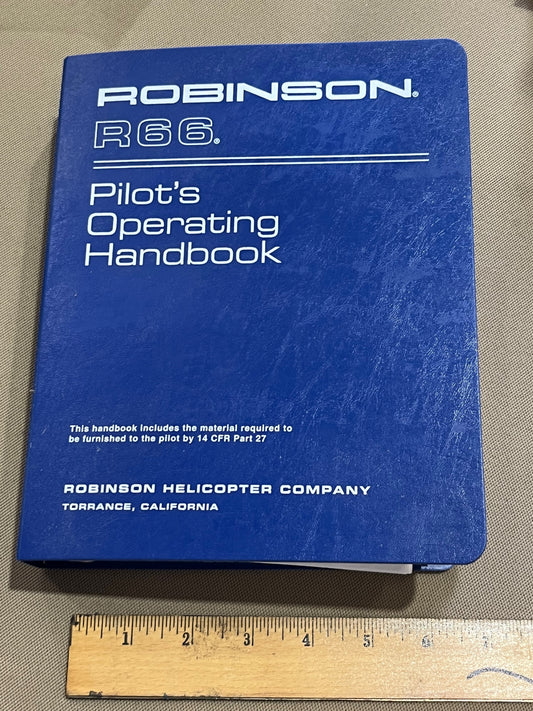 ROBINSON®
R66®
Pilot's
Operating
Handbook
This handbook includes the material required to
be furnished to the pilot by 14 CFR Part 27
ROBINSON HELICOPTER COMPANY
TORRANCE, CALIFORNIA
1 2 3 4 5 6 7